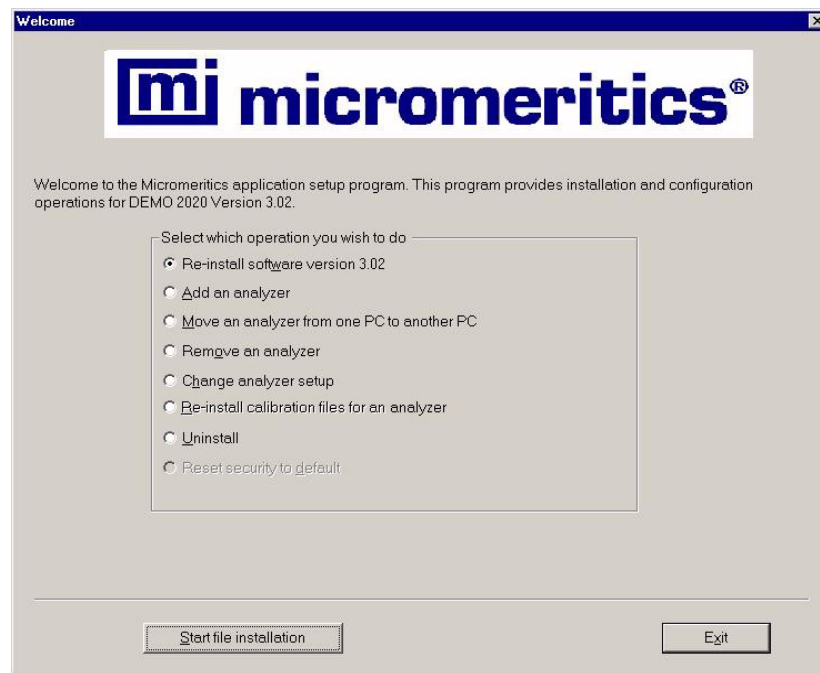 Welcome
mi micromeritics®
Welcome to the Micromeritics application setup program. This program provides installation and configuration
operations for DEMO 2020 Version 3.02.
Select which operation you wish to do
Re-install software version 3.02
Add an analyzer
Move an analyzer from one PC to another PC
Remove an analyzer
Change analyzer setup
Re-install calibration files for an analyzer
Uninstall
Reset security to default
Start file installation
Exit